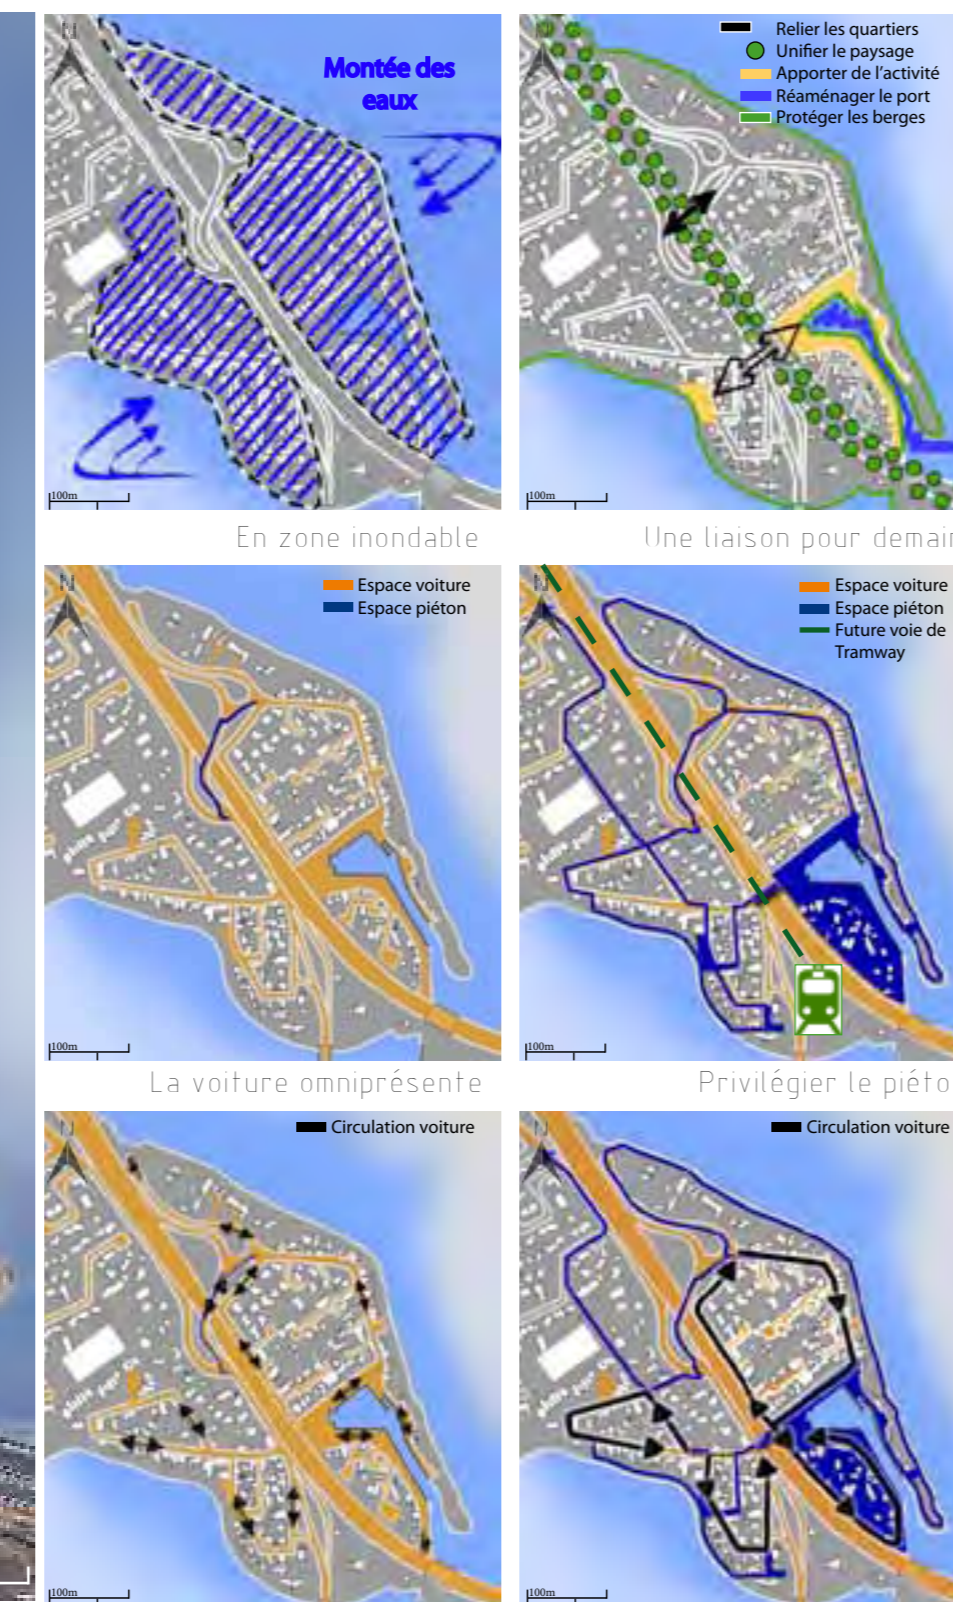 N
Montée des
eaux
100m
En zone inondable
N
Relier les quartiers
Unifier le paysage
Apporter de l'activité
Réaménager le port
Protéger les berges
100m
Une liaison pour demain
N
Espace voiture
Espace piéton
100m
La voiture omniprésente
N
Espace voiture
Espace piéton
Future voie de
Tramway
100m
Privilégier le piéto
N
Circulation voiture
100m
N
Circulation voiture
100m